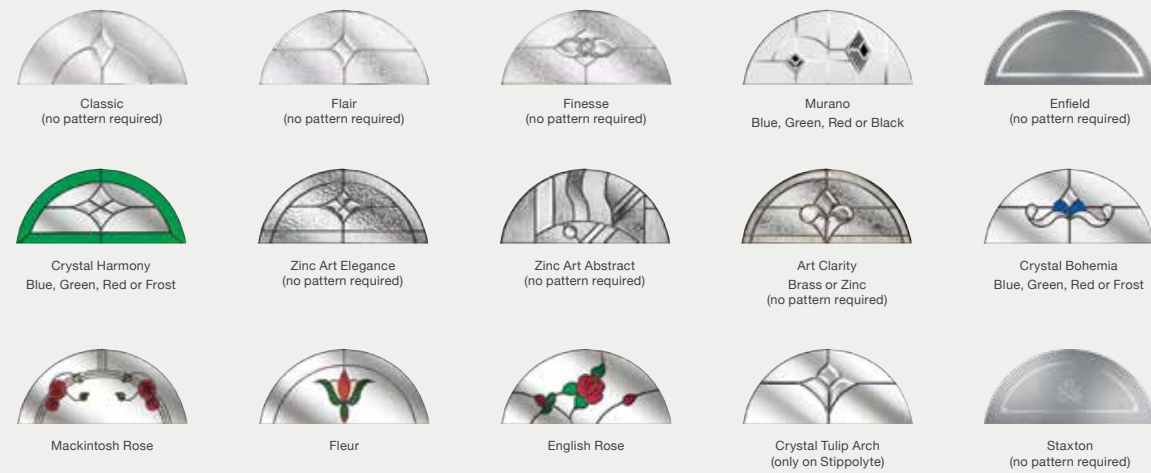 Classic
(no pattern required)
Flair
(no pattern required)
Finesse
(no pattern required)
Murano
Blue, Green, Red or Black
Enfield
(no pattern required)
Crystal Harmony
Blue, Green, Red or Frost
Zinc Art Elegance
(no pattern required)
Zinc Art Abstract
(no pattern required)
Art Clarity
Brass or Zinc
(no pattern required)
Crystal Bohemia
Blue, Green, Red or Frost
Mackintosh Rose
Fleur
English Rose
Crystal Tulip Arch
(only on Stippolyte)
Staxton
(no pattern required)